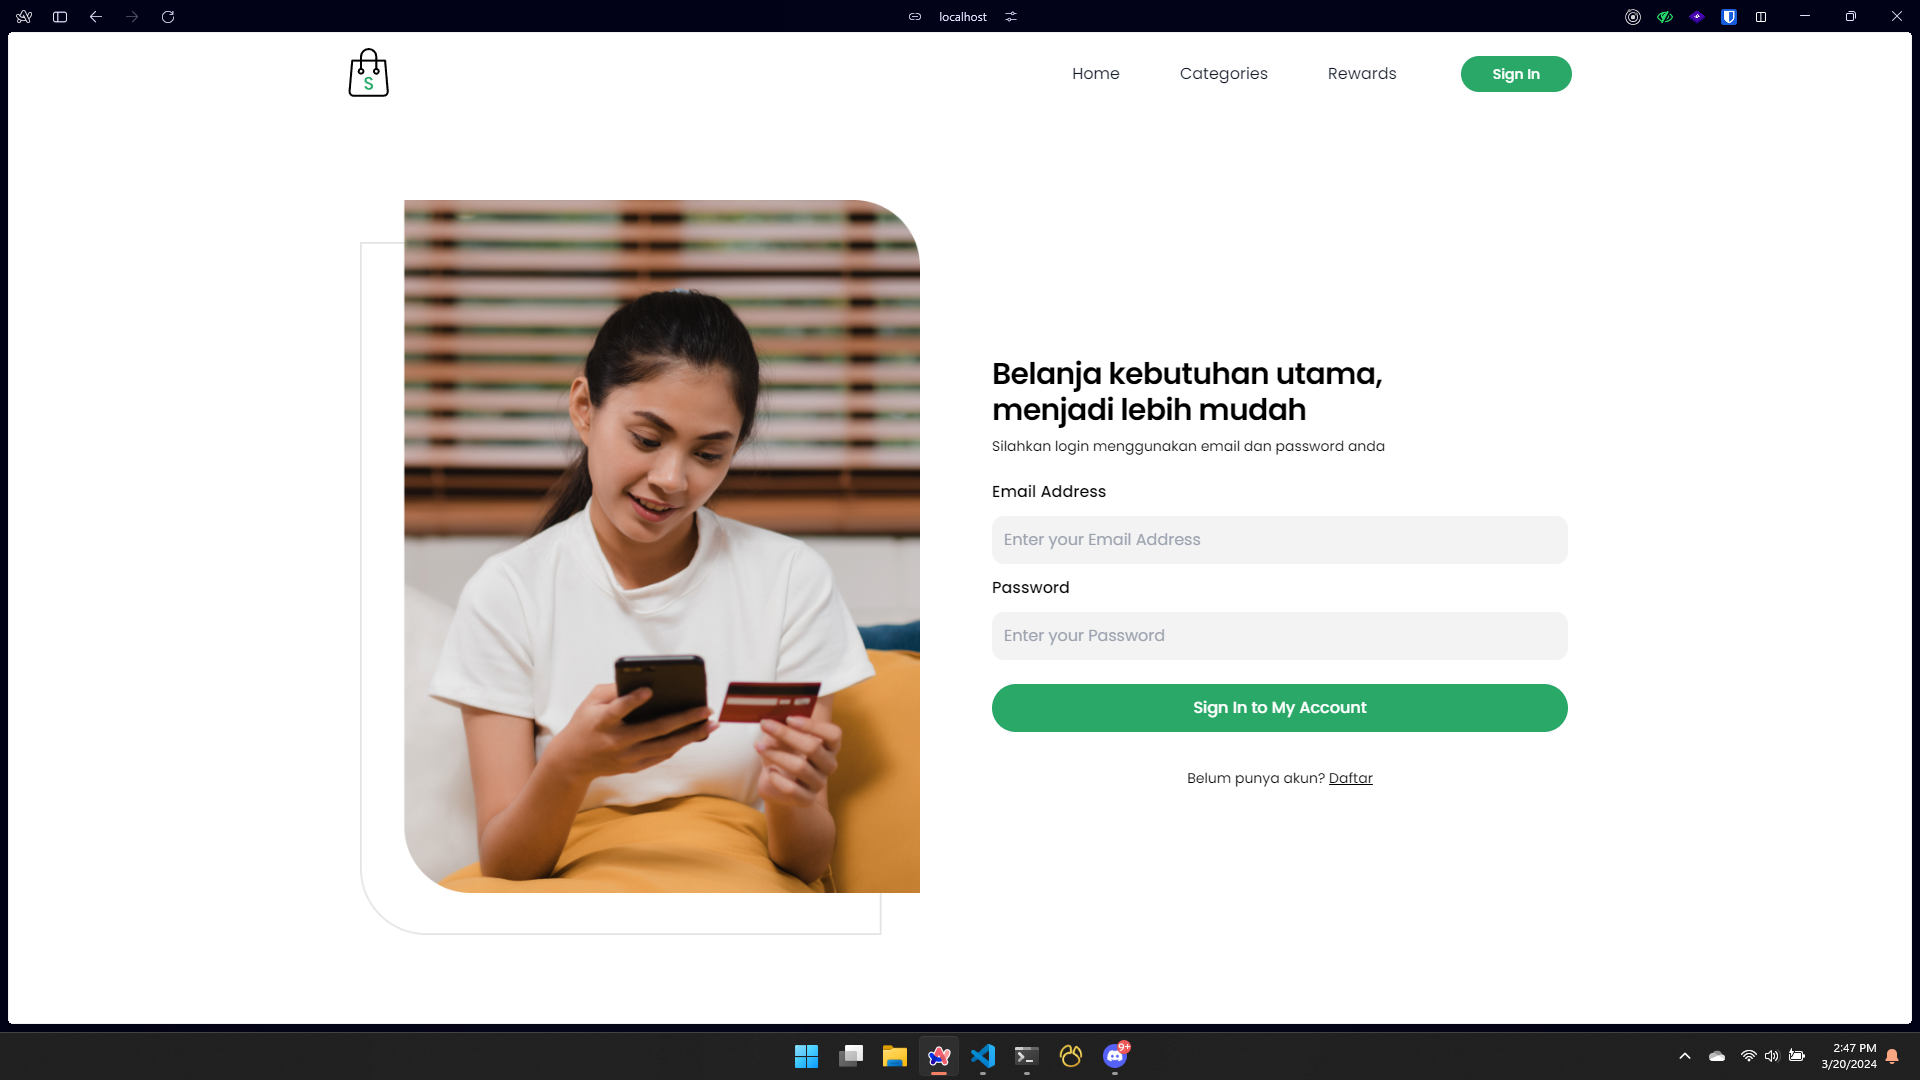 localhost
S
Home
Categories
Rewards
Sign In
Belanja kebutuhan utama,
menjadi lebih mudah
Silahkan login menggunakan email dan password anda
Email Address
Enter your Email Address
Password
Enter your Password
Sign In to My Account
Belum punya akun? Daftar
9+
2:47 PM
3/20/2024